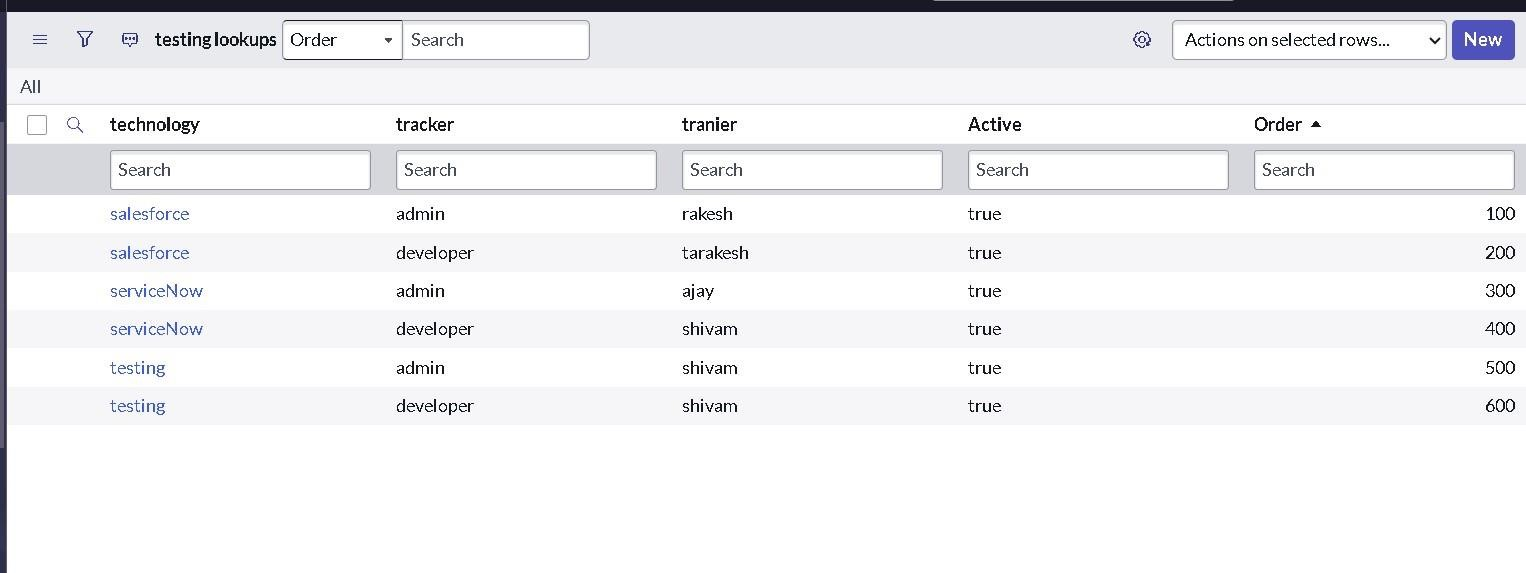 testing lookups Order Search Actions on selected rows... New
All
technology tracker tranier Active Order
Search Search Search Search Search
salesforce admin rakesh true 100
salesforce developer tarakesh true 200
serviceNow admin ajay true 300
serviceNow developer shivam true 400
testing admin shivam true 500
testing developer shivam true 600